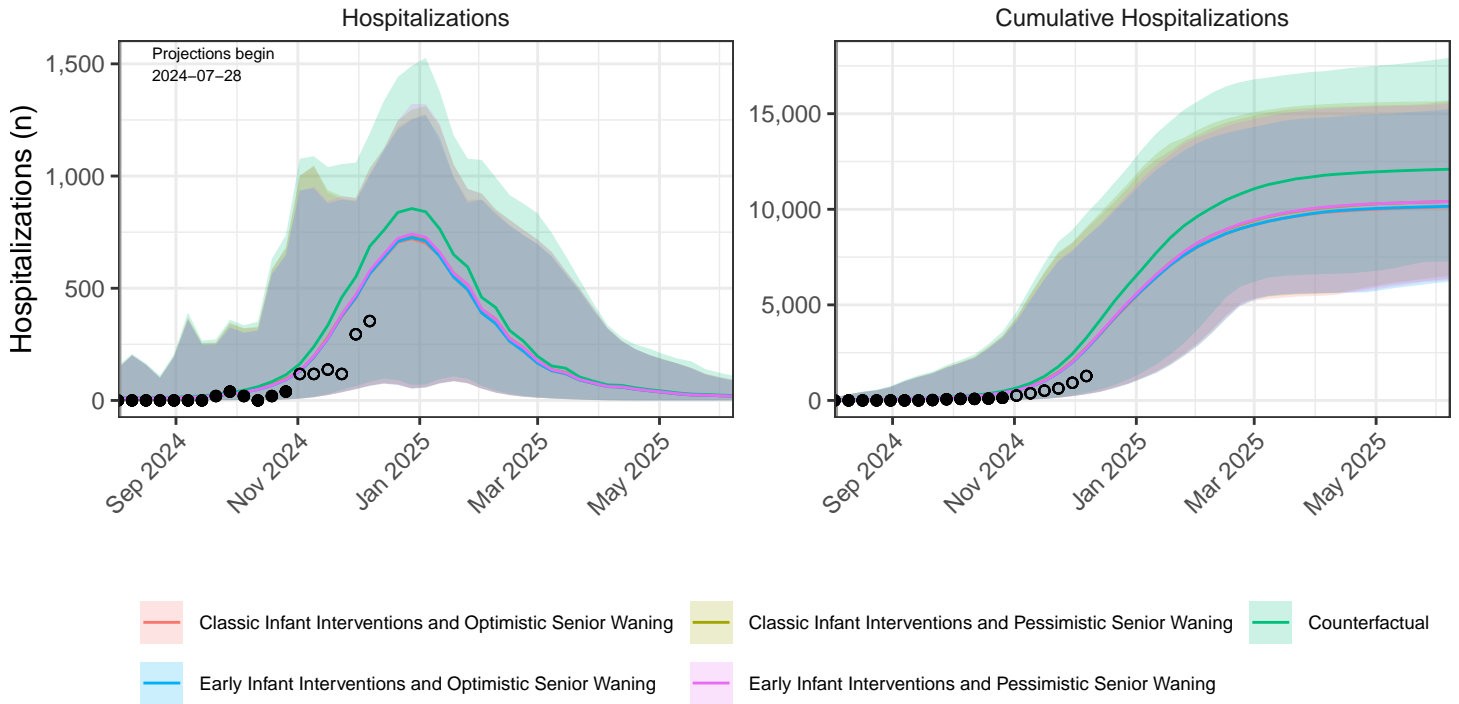 Hospitalizations
Cumulative Hospitalizations
Projections begin
2024−07−28
Hospitalizations (n)
1,500
1,000
500
0
15,000
10,000
5,000
0
Sep 2024
Nov 2024
Jan 2025
Mar 2025
May 2025
Sep 2024
Nov 2024
Jan 2025
Mar 2025
May 2025
Classic Infant Interventions and Optimistic Senior Waning
Classic Infant Interventions and Pessimistic Senior Waning
Counterfactual
Early Infant Interventions and Optimistic Senior Waning
Early Infant Interventions and Pessimistic Senior Waning